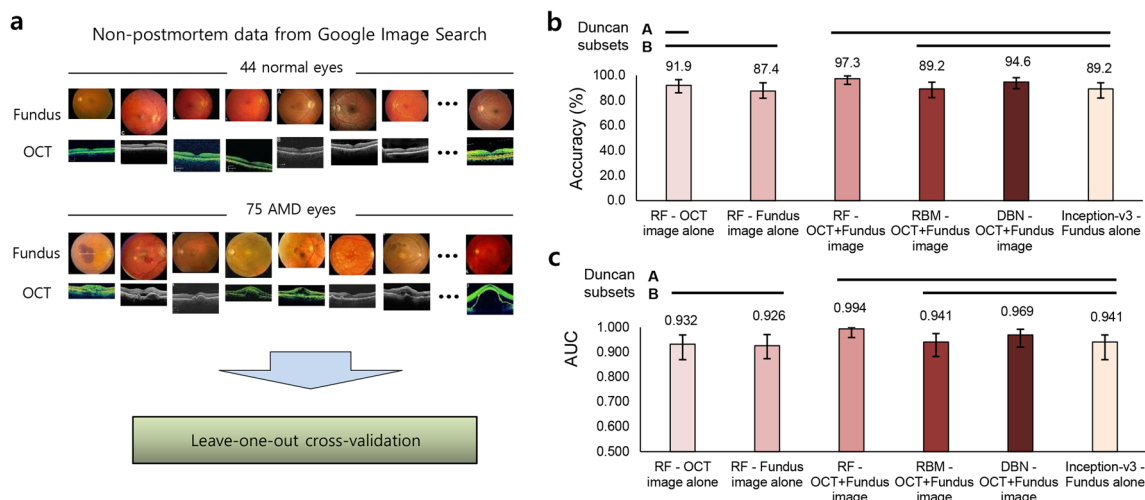 a
Non-postmortem data from Google Image Search
44 normal eyes
Fundus
OCT
75 AMD eyes
Fundus
OCT
Leave-one-out cross-validation
b
Duncan subsets
A
B
91.9
87.4
97.3
89.2
94.6
89.2
Accuracy (%)
100.0
80.0
60.0
40.0
20.0
0.0
RF - OCT
image alone
RF - Fundus
image alone
RF -
OCT+Fundus
image
RBM -
OCT+Fundus
image
DBN -
OCT+Fundus
image
Inception-v3 -
Fundus alone
c
Duncan subsets
A
B
0.932
0.926
0.994
0.941
0.969
0.941
AUC
1.000
0.900
0.800
0.700
0.600
0.500
RF - OCT
image alone
RF - Fundus
image alone
RF -
OCT+Fundus
image
RBM -
OCT+Fundus
image
DBN -
OCT+Fundus
image
Inception-v3 -
Fundus alone